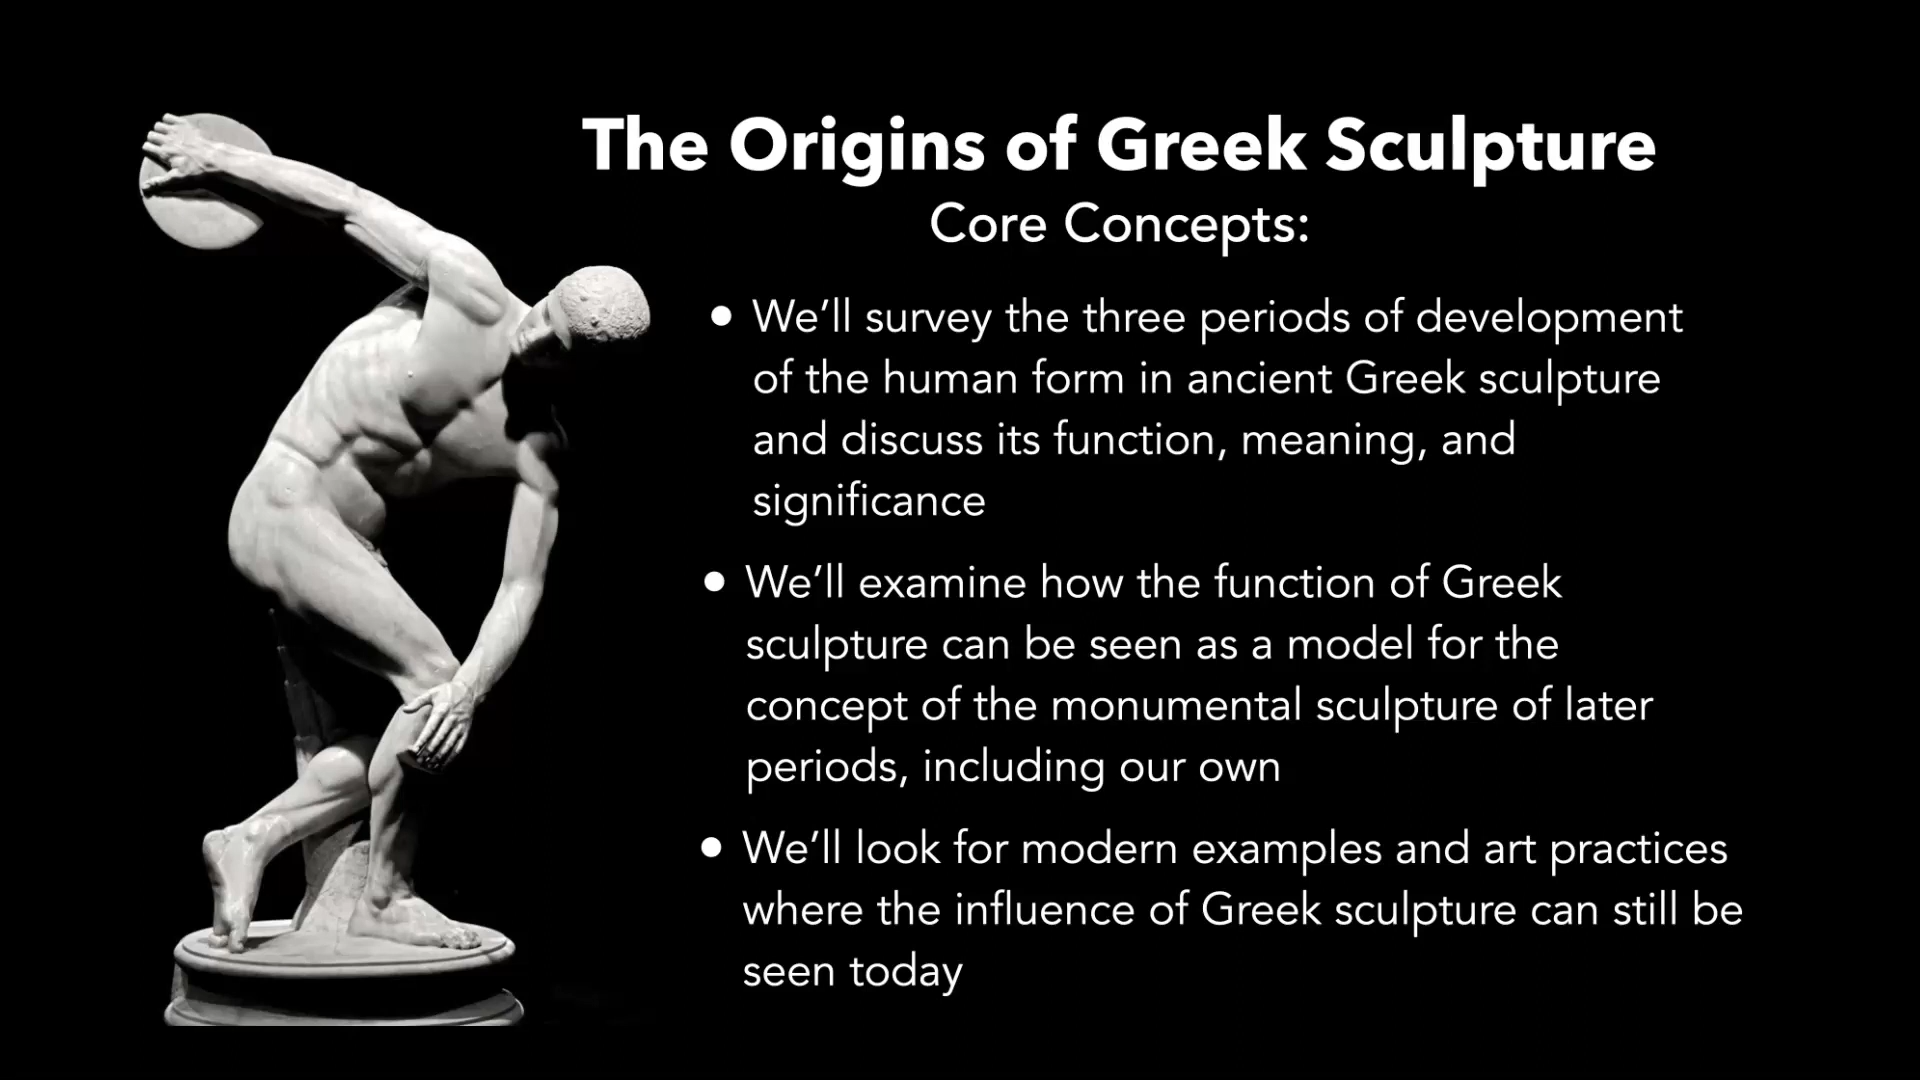 The Origins of Greek Sculpture
Core Concepts:
• We’ll survey the three periods of development
of the human form in ancient Greek sculpture
and discuss its function, meaning, and
significance
• We’ll examine how the function of Greek
sculpture can be seen as a model for the
concept of the monumental sculpture of later
periods, including our own
• We’ll look for modern examples and art practices
where the influence of Greek sculpture can still be
seen today